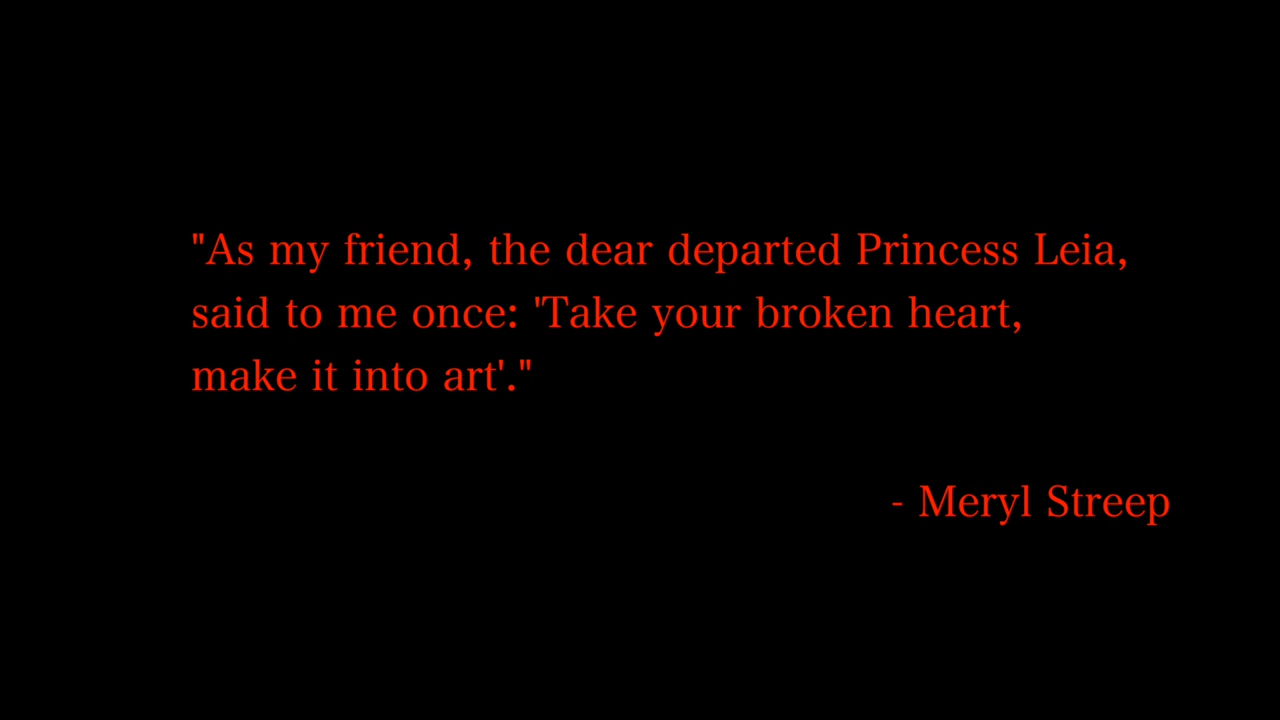 "As my friend, the dear departed Princess Leia,
said to me once: 'Take your broken heart,
make it into art'."
- Meryl Streep